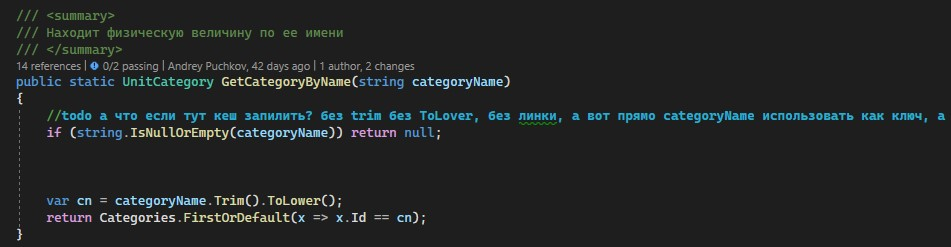 /// <summary>
/// Находит физическую величину по ее имени
/// </summary>
14 references | 0/2 passing | Andrey Puchkov, 42 days ago | 1 author, 2 changes
public static UnitCategory GetCategoryByName(string categoryName)
{
//todo а что если тут кеш запилить? без trim без ToLover, без линки, а вот прямо categoryName использовать как ключ, а
if (string.IsNullOrEmpty(categoryName)) return null;
var cn = categoryName.Trim().ToLower();
return Categories.FirstOrDefault(x => x.Id == cn);
}